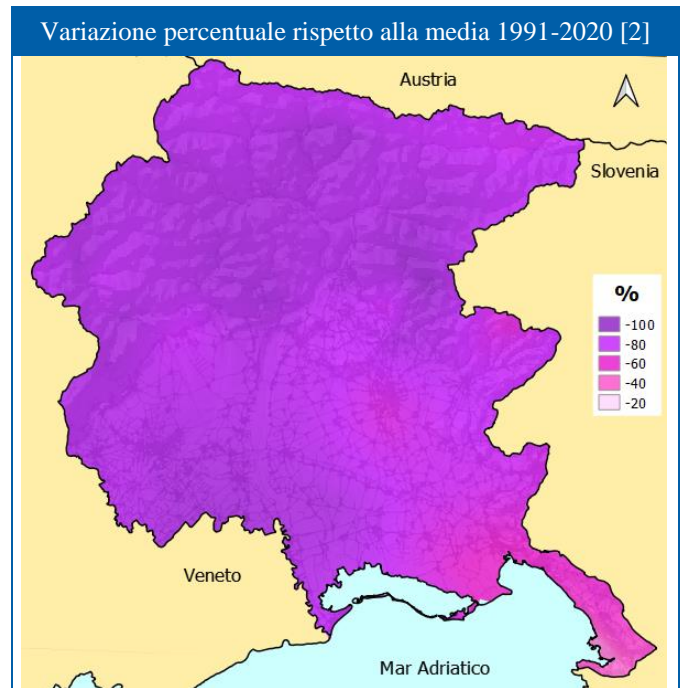 Variazione percentuale rispetto alla media 1991-2020 [2]
Austria
Slovenia
%
-100
-80
-60
-40
-20
Veneto
Mar Adriatico